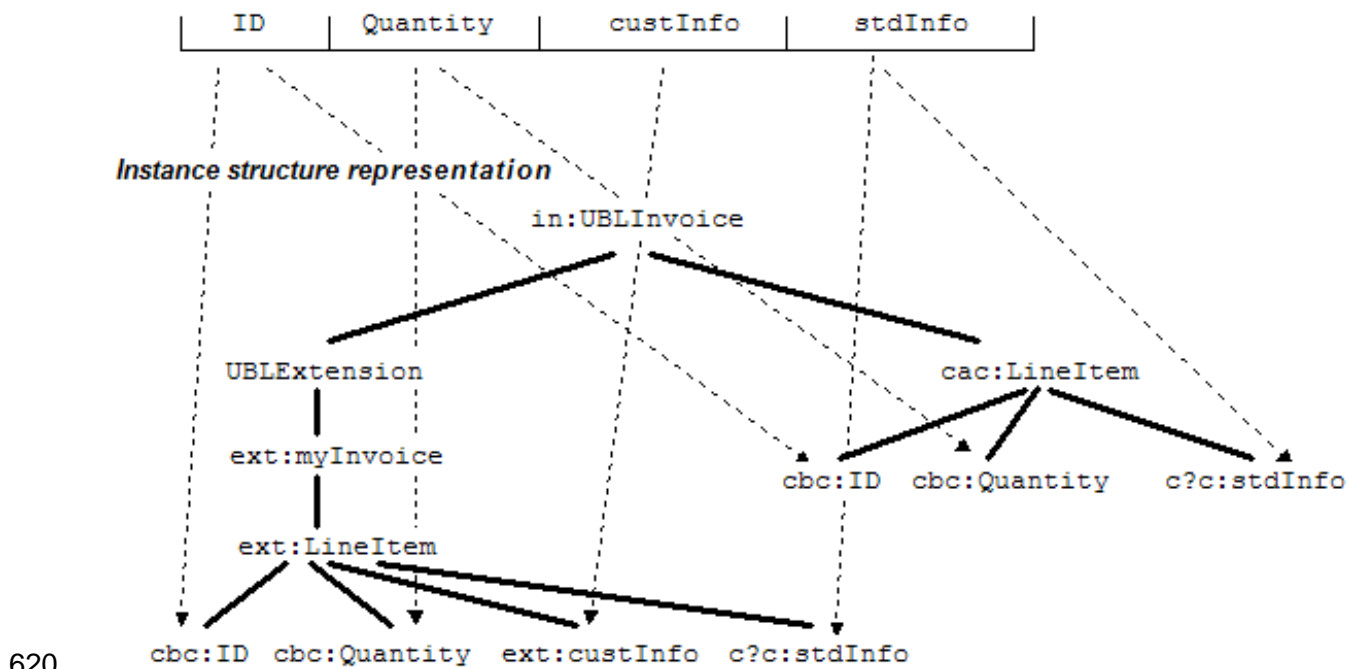 ID Quantity custInfo stdInfo
Instance structure representation
in:UBLInvoice
UBLExtension cac:LineItem
ext:myInvoice
cbc:ID cbc:Quantity c?c:stdInfo
ext:LineItem
620 cbc:ID cbc:Quantity ext:custInfo c?c:stdInfo